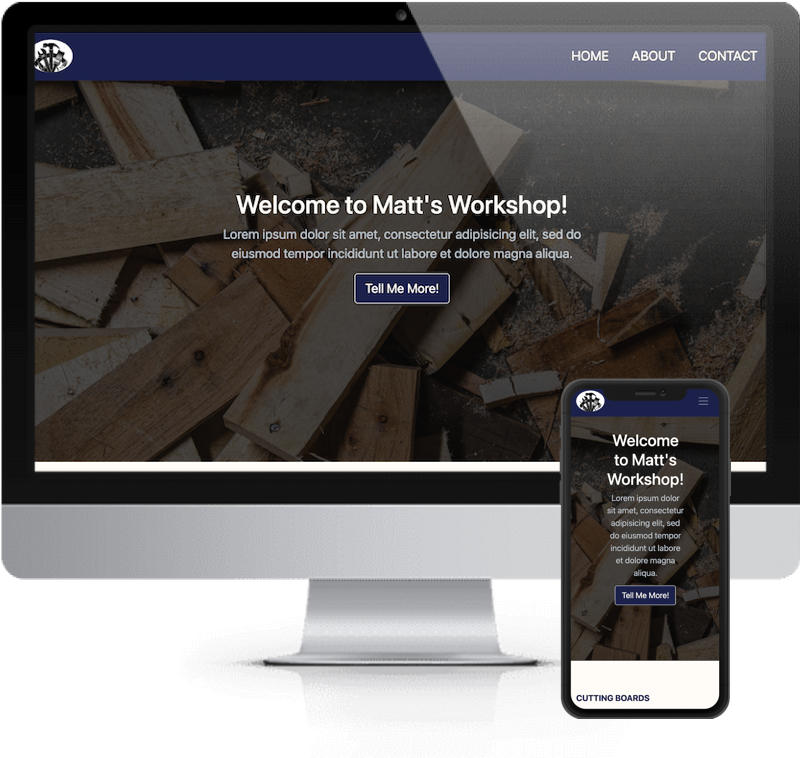 HOME ABOUT CONTACT
Welcome to Matt's Workshop!
Lorem ipsum dolor sit amet, consectetur adipisicing elit, sed do
eiusmod tempor incididunt ut labore et dolore magna aliqua.
Tell Me More!
Welcome
to Matt's
Workshop!
Lorem ipsum dolor
sit amet, consectetur
adipisicing elit, sed
do eiusmod tempor
incididunt ut labore
et dolore magna
aliqua.
Tell Me More!
CUTTING BOARDS